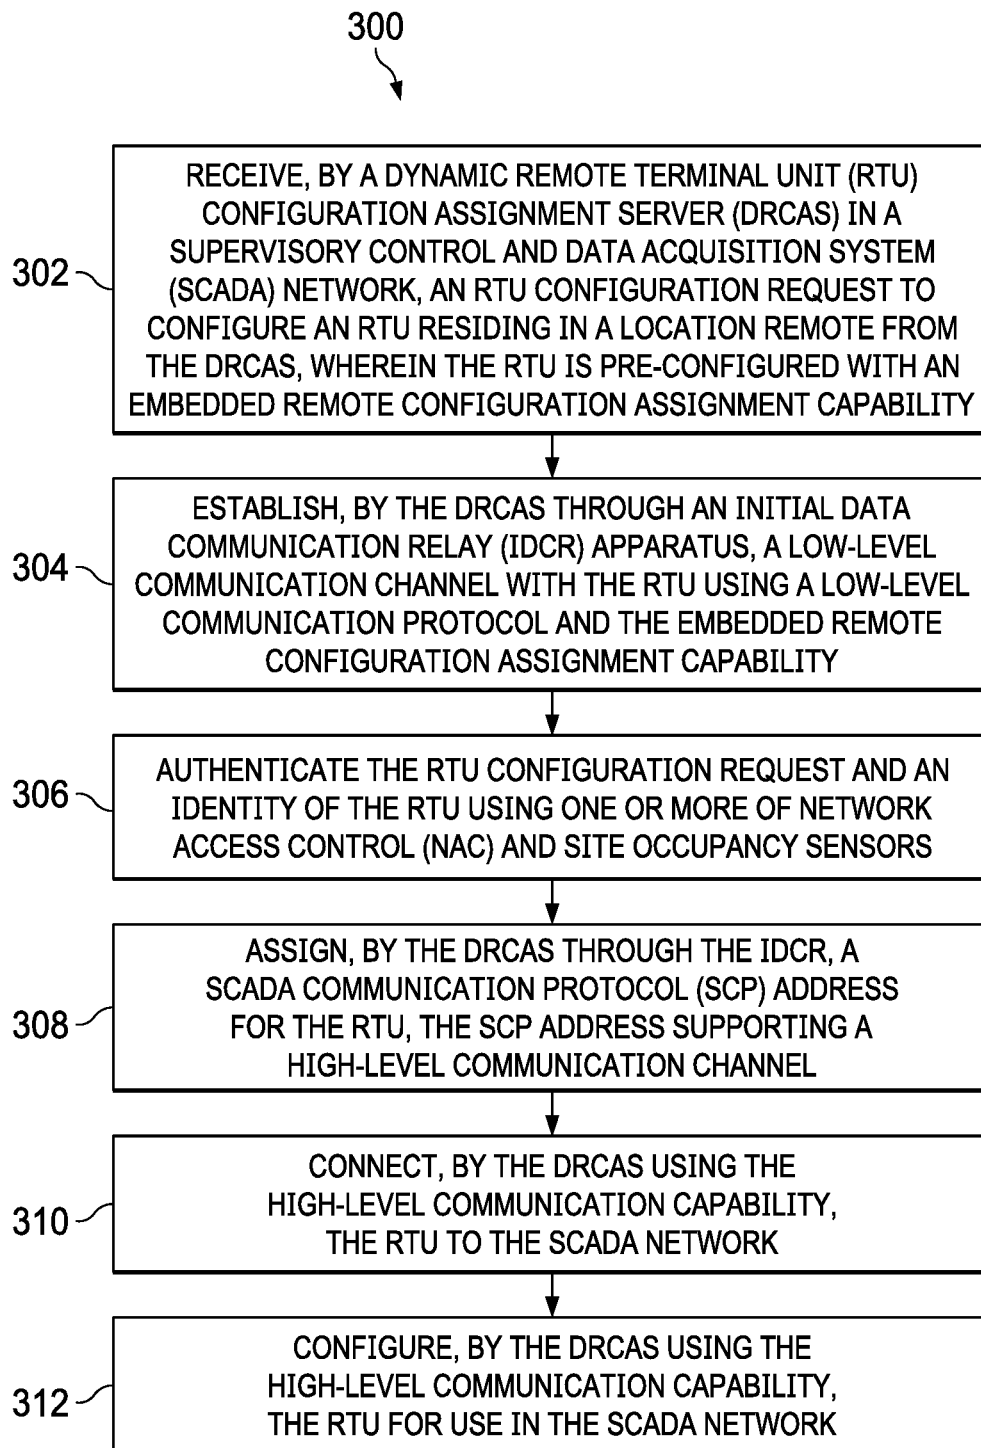 300
RECEIVE, BY A DYNAMIC REMOTE TERMINAL UNIT (RTU)
CONFIGURATION ASSIGNMENT SERVER (DRCAS) IN A
SUPERVISORY CONTROL AND DATA ACQUISITION SYSTEM
302
(SCADA) NETWORK, AN RTU CONFIGURATION REQUEST TO
CONFIGURE AN RTU RESIDING IN A LOCATION REMOTE FROM
THE DRCAS, WHEREIN THE RTU IS PRE-CONFIGURED WITH AN
EMBEDDED REMOTE CONFIGURATION ASSIGNMENT CAPABILITY
ESTABLISH, BY THE DRCAS THROUGH AN INITIAL DATA
COMMUNICATION RELAY (IDCR) APPARATUS, A LOW-LEVEL
304
COMMUNICATION CHANNEL WITH THE RTU USING A LOW-LEVEL
COMMUNICATION PROTOCOL AND THE EMBEDDED REMOTE
CONFIGURATION ASSIGNMENT CAPABILITY
AUTHENTICATE THE RTU CONFIGURATION REQUEST AND AN
306
IDENTITY OF THE RTU USING ONE OR MORE OF NETWORK
ACCESS CONTROL (NAC) AND SITE OCCUPANCY SENSORS
ASSIGN, BY THE DRCAS THROUGH THE IDCR, A
SCADA COMMUNICATION PROTOCOL (SCP) ADDRESS
308
FOR THE RTU, THE SCP ADDRESS SUPPORTING A
HIGH-LEVEL COMMUNICATION CHANNEL
CONNECT, BY THE DRCAS USING THE
310
HIGH-LEVEL COMMUNICATION CAPABILITY,
THE RTU TO THE SCADA NETWORK
CONFIGURE, BY THE DRCAS USING THE
312
HIGH-LEVEL COMMUNICATION CAPABILITY,
THE RTU FOR USE IN THE SCADA NETWORK